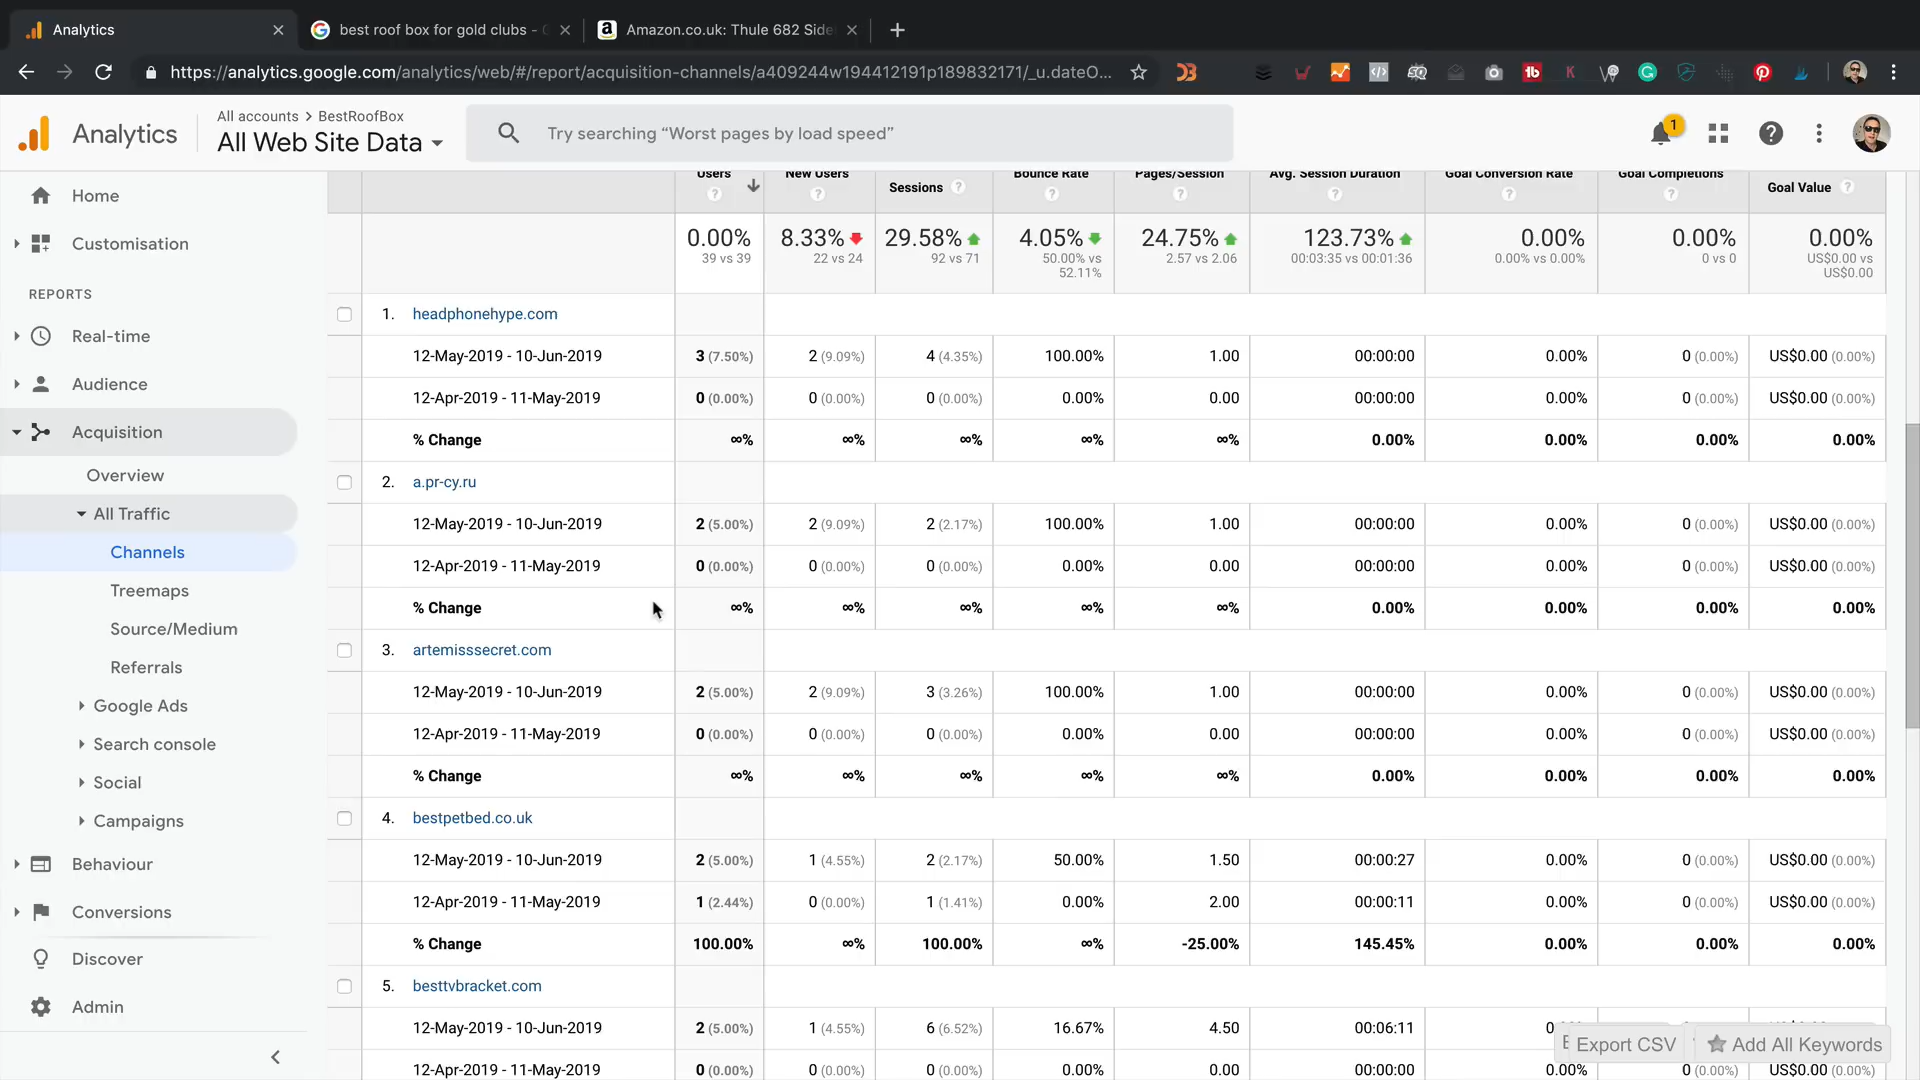 Analytics
best roof box for gold clubs -
Amazon.co.uk: Thule 682 Side
https://analytics.google.com/analytics/web/#/report/acquisition-channels/a409244w194412191p189832171/_u.dateO...
Analytics
All accounts > BestRoofBox
All Web Site Data
Try searching “Worst pages by load speed”
1
Home
Customisation
REPORTS
Real-time
Audience
Acquisition
Overview
All Traffic
Channels
Treemaps
Source/Medium
Referrals
Google Ads
Search console
Social
Campaigns
Behaviour
Conversions
Discover
Admin
Users New Users Sessions Bounce Rate Pages/Session Avg. Session Duration Goal Conversion Rate Goal Completions Goal Value
0.00% 8.33% 29.58% 4.05% 24.75% 123.73% 0.00% 0.00% 0.00%
39 vs 39 22 vs 24 92 vs 71 50.00% vs 52.11% 2.57 vs 2.06 00:03:35 vs 00:01:36 0.00% vs 0.00% 0 vs 0 US$0.00 vs US$0.00
1. headphonehype.com
12-May-2019 - 10-Jun-2019 3 (7.50%) 2 (9.09%) 4 (4.35%) 100.00% 1.00 00:00:00 0.00% 0 (0.00%) US$0.00 (0.00%)
12-Apr-2019 - 11-May-2019 0 (0.00%) 0 (0.00%) 0 (0.00%) 0.00% 0.00 00:00:00 0.00% 0 (0.00%) US$0.00 (0.00%)
% Change ∞% ∞% ∞% ∞% ∞% 0.00% 0.00% 0.00% 0.00%
2. a.pr-cy.ru
12-May-2019 - 10-Jun-2019 2 (5.00%) 2 (9.09%) 2 (2.17%) 100.00% 1.00 00:00:00 0.00% 0 (0.00%) US$0.00 (0.00%)
12-Apr-2019 - 11-May-2019 0 (0.00%) 0 (0.00%) 0 (0.00%) 0.00% 0.00 00:00:00 0.00% 0 (0.00%) US$0.00 (0.00%)
% Change ∞% ∞% ∞% ∞% ∞% 0.00% 0.00% 0.00% 0.00%
3. artemisssecret.com
12-May-2019 - 10-Jun-2019 2 (5.00%) 2 (9.09%) 3 (3.26%) 100.00% 1.00 00:00:00 0.00% 0 (0.00%) US$0.00 (0.00%)
12-Apr-2019 - 11-May-2019 0 (0.00%) 0 (0.00%) 0 (0.00%) 0.00% 0.00 00:00:00 0.00% 0 (0.00%) US$0.00 (0.00%)
% Change ∞% ∞% ∞% ∞% ∞% 0.00% 0.00% 0.00% 0.00%
4. bestpetbed.co.uk
12-May-2019 - 10-Jun-2019 2 (5.00%) 1 (4.55%) 2 (2.17%) 50.00% 1.50 00:00:27 0.00% 0 (0.00%) US$0.00 (0.00%)
12-Apr-2019 - 11-May-2019 1 (2.44%) 0 (0.00%) 1 (1.41%) 0.00% 2.00 00:00:11 0.00% 0 (0.00%) US$0.00 (0.00%)
% Change 100.00% ∞% 100.00% ∞% -25.00% 145.45% 0.00% 0.00% 0.00%
5. besttvbracket.com
12-May-2019 - 10-Jun-2019 2 (5.00%) 1 (4.55%) 6 (6.52%) 16.67% 4.50 00:06:11
Export CSV Add All Keywords
12-Apr-2019 - 11-May-2019 0 (0.00%) 0 (0.00%) 0 (0.00%) 0.00% 0.00 00:00:00 0.00% 0 (0.00%) US$0.00 (0.00%)